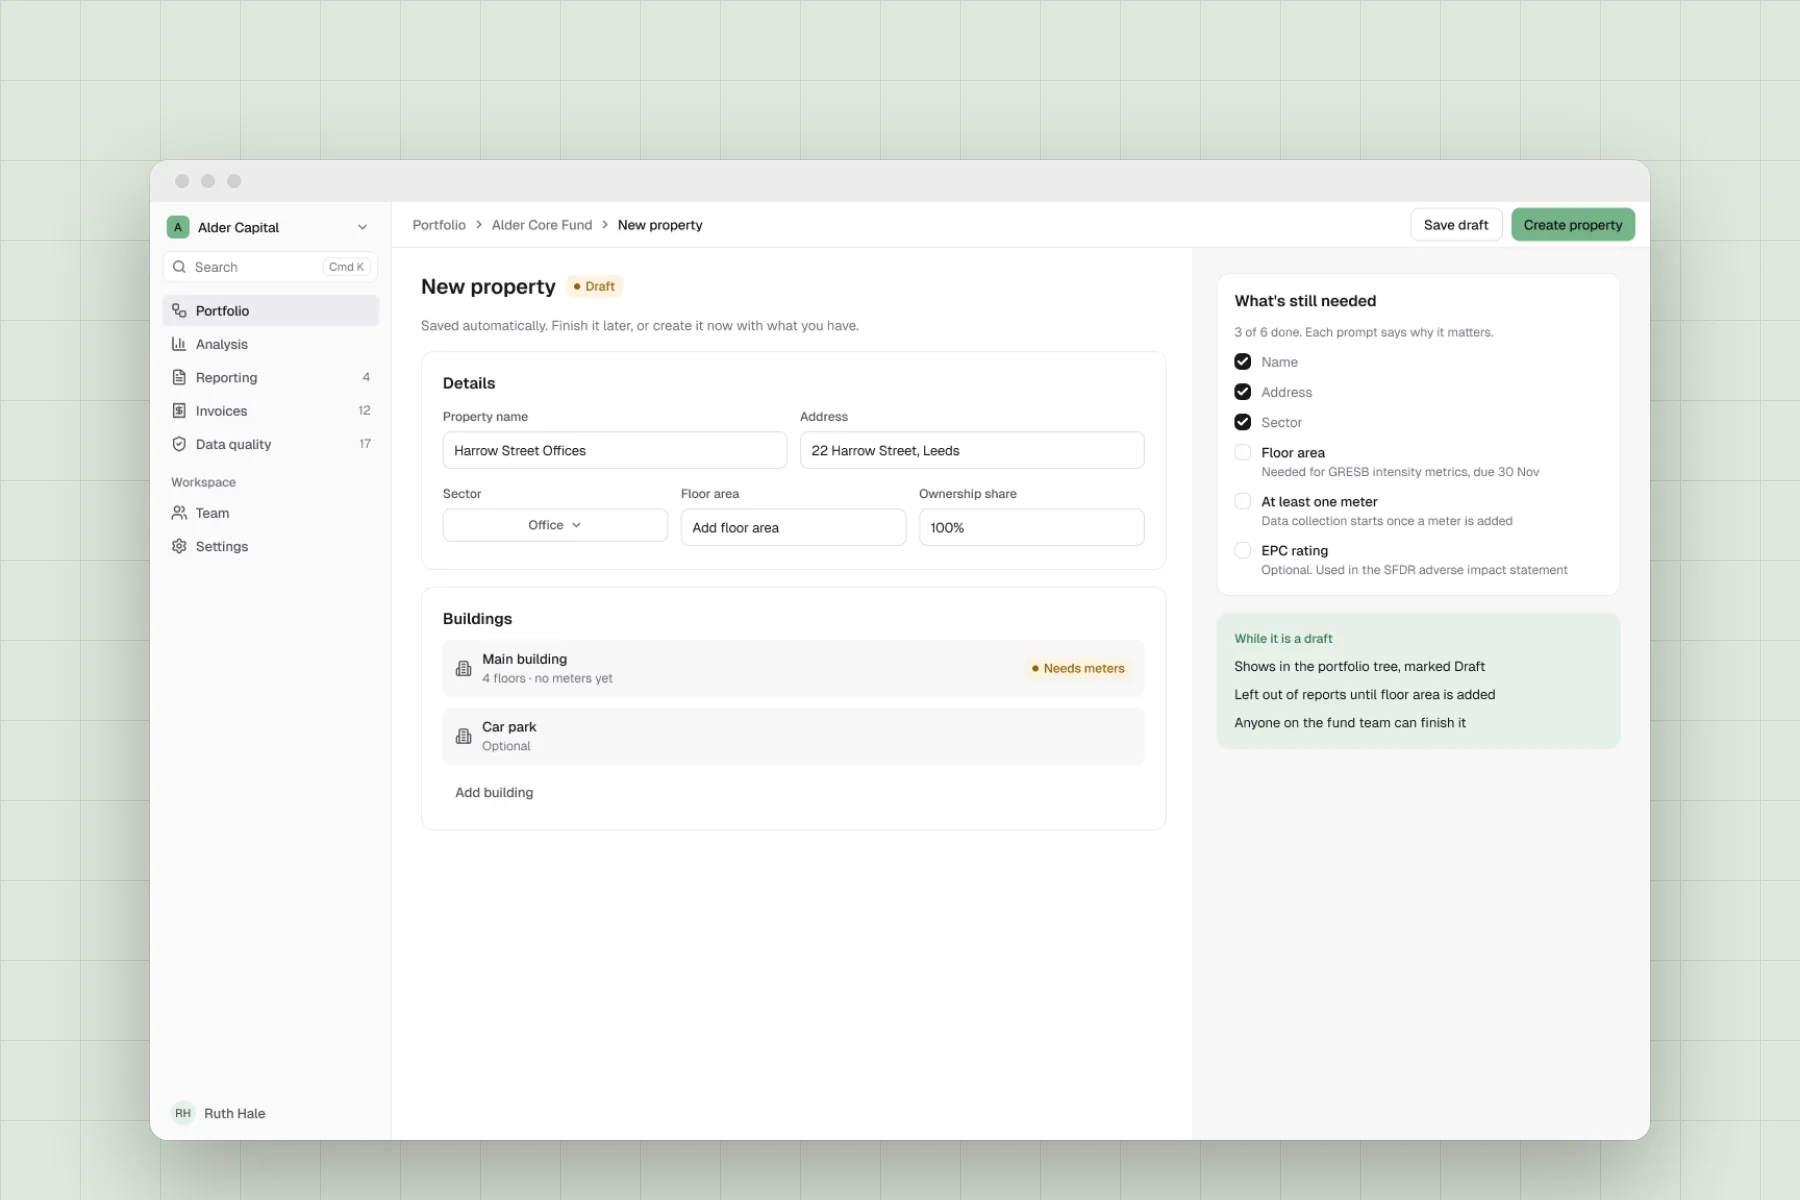 A Alder Capital
Search Cmd K
Portfolio
Analysis
Reporting 4
Invoices 12
Data quality 17
Workspace
Team
Settings
RH Ruth Hale
Portfolio > Alder Core Fund > New property
Save draft
Create property
New property
Draft
Saved automatically. Finish it later, or create it now with what you have.
Details
Property name
Harrow Street Offices
Address
22 Harrow Street, Leeds
Sector
Office
Floor area
Add floor area
Ownership share
100%
Buildings
Main building
4 floors · no meters yet
Needs meters
Car park
Optional
Add building
What's still needed
3 of 6 done. Each prompt says why it matters.
Name
Address
Sector
Floor area
Needed for GRESB intensity metrics, due 30 Nov
At least one meter
Data collection starts once a meter is added
EPC rating
Optional. Used in the SFDR adverse impact statement
While it is a draft
Shows in the portfolio tree, marked Draft
Left out of reports until floor area is added
Anyone on the fund team can finish it